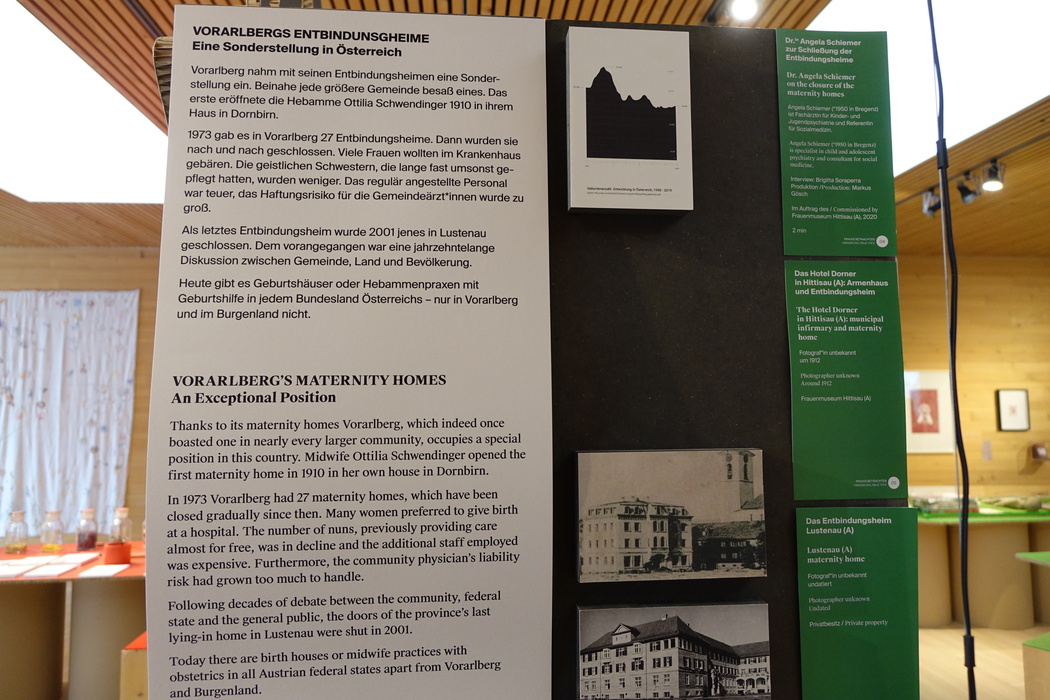 VORARLBERGS ENTBINDUNSGHEIME
Eine Sonderstellung in Österreich
Vorarlberg nahm mit seinen Entbindungsheimen eine Sonder-
stellung ein. Beinahe jede größere Gemeinde besaß eines. Das
erste eröffnete die Hebamme Ottilia Schwendinger 1910 in ihrem
Haus in Dornbirn.
1973 gab es in Vorarlberg 27 Entbindungsheime. Dann wurden sie
nach und nach geschlossen. Viele Frauen wollten im Krankenhaus
gebären. Die geistlichen Schwestern, die lange fast umsonst ge-
pflegt hatten, wurden weniger. Das regulär angestellte Personal
war teuer, das Haftungsrisiko für die Gemeindeärzt*innen wurde zu
groß.
Als letztes Entbindungsheim wurde 2001 jenes in Lustenau
geschlossen. Dem vorangegangen war eine jahrzehntelange
Diskussion zwischen Gemeinde, Land und Bevölkerung.
Heute gibt es Geburtshäuser oder Hebammenpraxen mit
Geburtshilfe in jedem Bundesland Österreichs – nur in Vorarlberg
und im Burgenland nicht.
VORARLBERG'S MATERNITY HOMES
An Exceptional Position
Thanks to its maternity homes Vorarlberg, which indeed once
boasted one in nearly every larger community, occupies a special
position in this country. Midwife Ottilia Schwendinger opened the
first maternity home in 1910 in her own house in Dornbirn.
In 1973 Vorarlberg had 27 maternity homes, which have been
closed gradually since then. Many women preferred to give birth
at a hospital. The number of nuns, previously providing care
almost for free, was in decline and the additional staff employed
was expensive. Furthermore, the community physician's liability
risk had grown too much to handle.
Following decades of debate between the community, federal
state and the general public, the doors of the province's last
lying-in home in Lustenau were shut in 2001.
Today there are birth houses or midwife practices with
obstetrics in all Austrian federal states apart from Vorarlberg
and Burgenland.
Dr.in Angela Schiemer
zur Schließung der
Entbindungsheime
Dr. Angela Schiemer
on the closure of the
maternity homes
Angela Schiemer (*1950 in Bregenz)
ist Fachärztin für Kinder- und
Jugendpsychiatrie und Referentin
für Sozialmedizin.
Angela Schiemer (*1950 in Bregenz)
is specialist in child and adolescent
psychiatry and consultant for social
medicine.
Interview: Brigitta Soraperra
Produktion /Production: Markus
Gösch
Im Auftrag des / Commissioned by
Frauenmuseum Hittisau (A), 2020
2 min
Das Hotel Dorner
in Hittisau (A): Armenhaus
und Entbindungsheim
The Hotel Dorner
in Hittisau (A): municipal
infirmary and maternity
home
Fotograf*in unbekannt
um 1912
Photographer unknown
Around 1912
Frauenmuseum Hittisau (A)
Das Entbindungsheim
Lustenau (A)
Lustenau (A)
maternity home
Fotograf*in unbekannt
undatiert
Photographer unknown
Undated
Privatbesitz / Private property